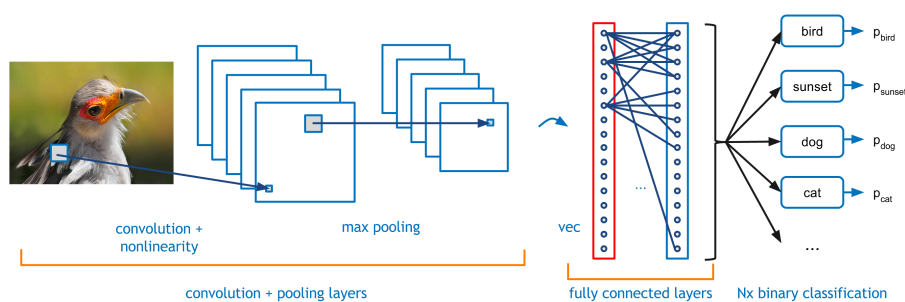 bird
p_bird
sunset
p_sunset
dog
p_dog
cat
p_cat
...
...
convolution +
nonlinearity
max pooling
vec
convolution + pooling layers
fully connected layers
Nx binary classification